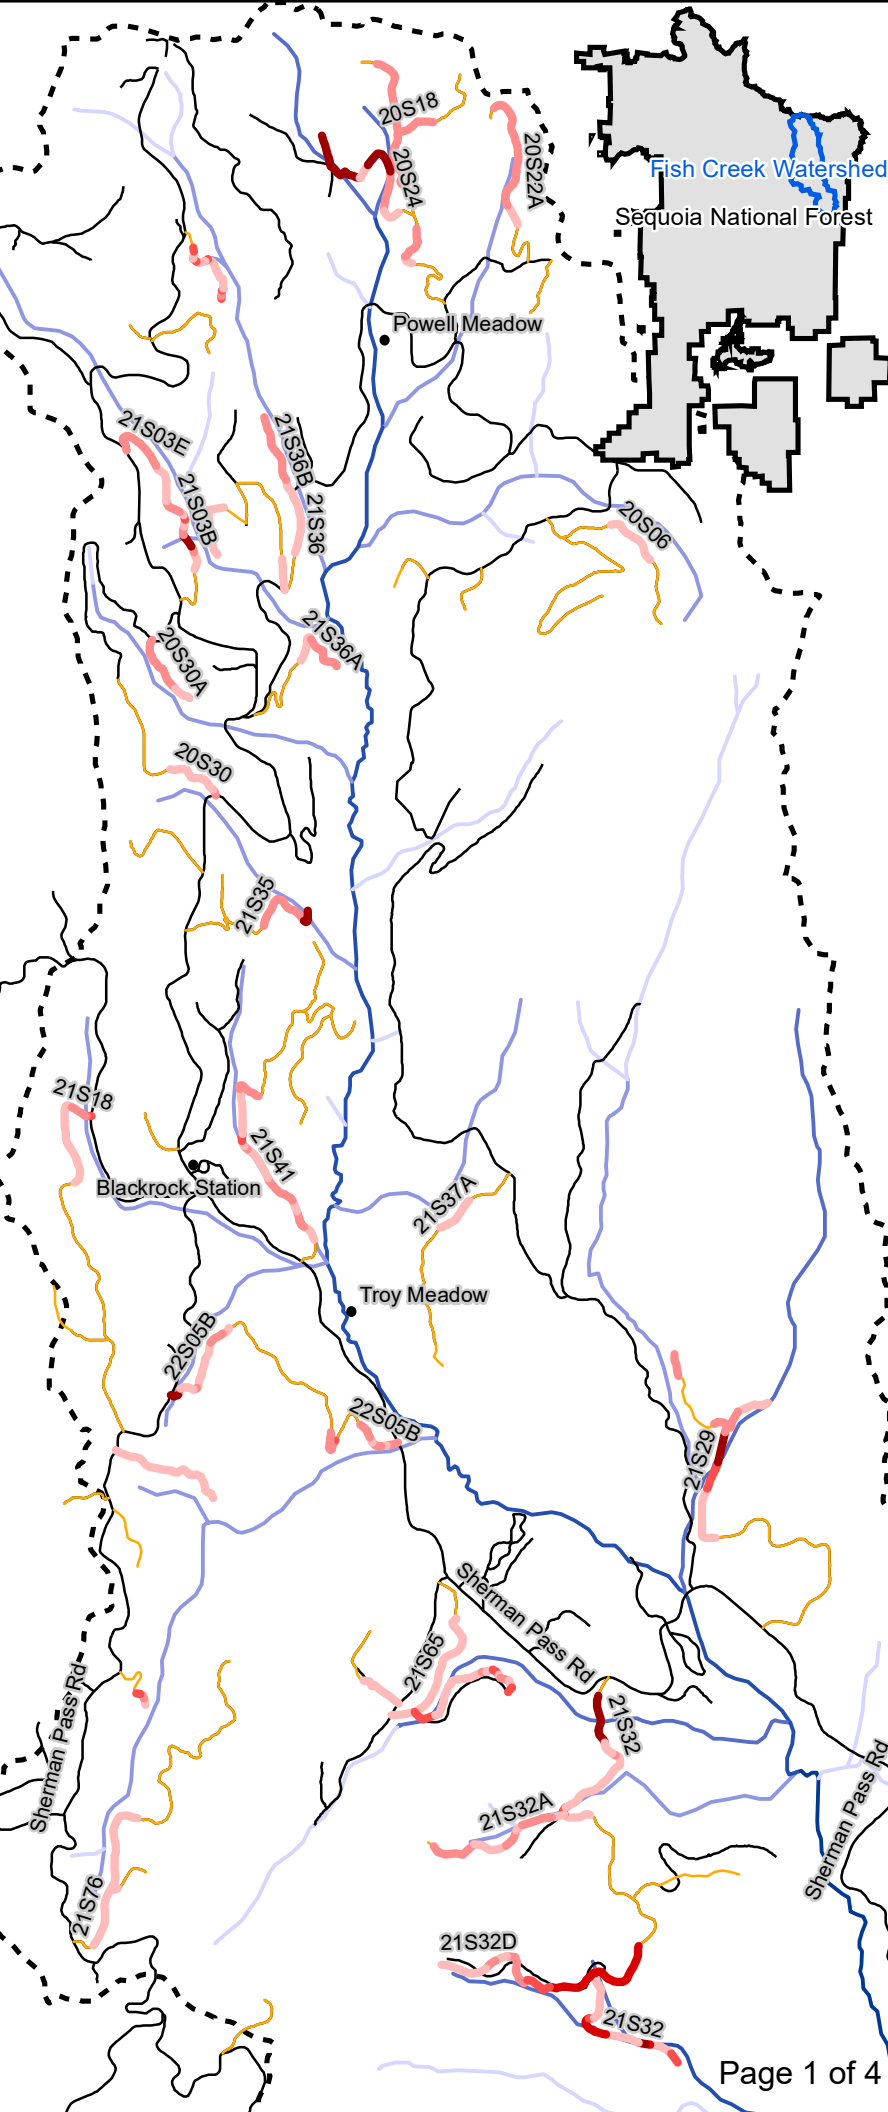 20S18
20S24
20S22A
Fish Creek Watershed
Sequoia National Forest
Powell Meadow
21S03E
21S03B
21S36B
21S36
20S06
21S36A
20S30A
20S30
21S35
21S18
21S41
Blackrock Station
21S37A
Troy Meadow
22S05B
22S05B
21S29
Sherman Pass Rd
21S65
Sherman Pass Rd
21S32
Sherman Pass Rd
21S32A
21S76
21S32D
21S32
Page 1 of 4